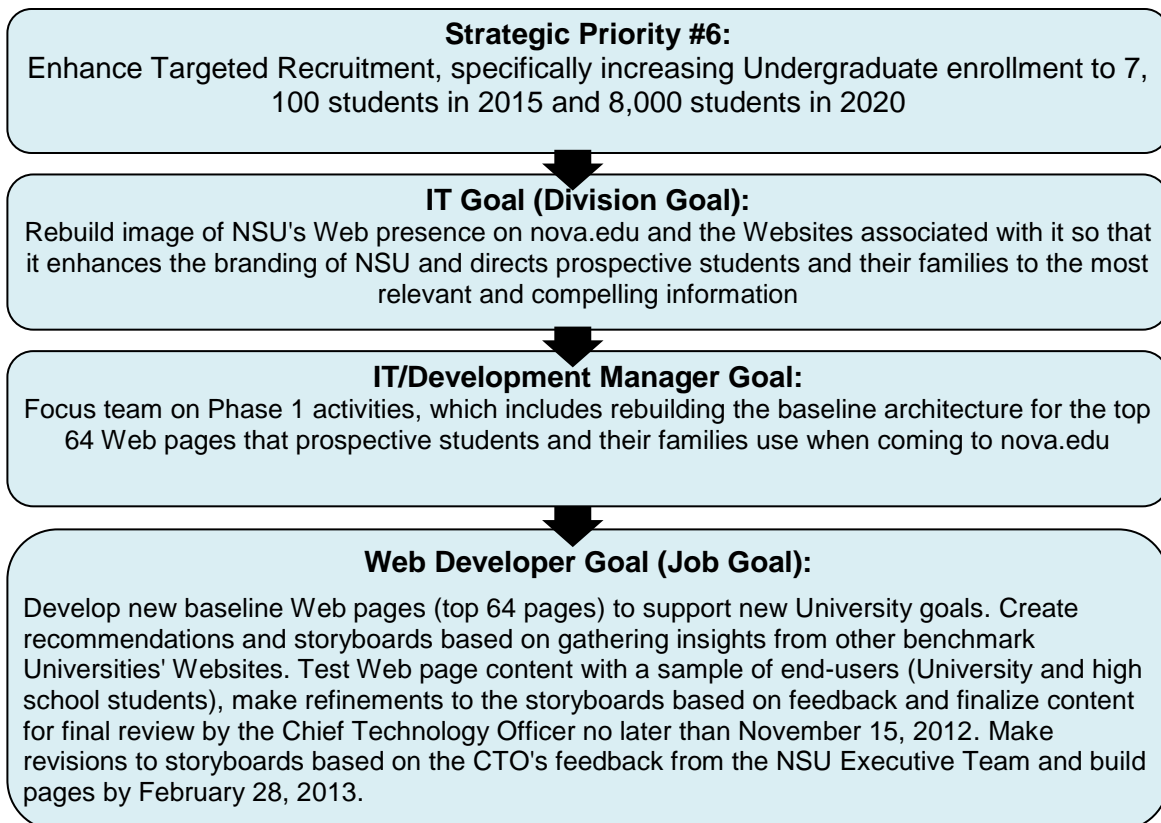 Strategic Priority #6:
Enhance Targeted Recruitment, specifically increasing Undergraduate enrollment to 7,
100 students in 2015 and 8,000 students in 2020
IT Goal (Division Goal):
Rebuild image of NSU's Web presence on nova.edu and the Websites associated with it so that
it enhances the branding of NSU and directs prospective students and their families to the most
relevant and compelling information
IT/Development Manager Goal:
Focus team on Phase 1 activities, which includes rebuilding the baseline architecture for the top
64 Web pages that prospective students and their families use when coming to nova.edu
Web Developer Goal (Job Goal):
Develop new baseline Web pages (top 64 pages) to support new University goals. Create
recommendations and storyboards based on gathering insights from other benchmark
Universities' Websites. Test Web page content with a sample of end-users (University and high
school students), make refinements to the storyboards based on feedback and finalize content
for final review by the Chief Technology Officer no later than November 15, 2012. Make
revisions to storyboards based on the CTO's feedback from the NSU Executive Team and build
pages by February 28, 2013.